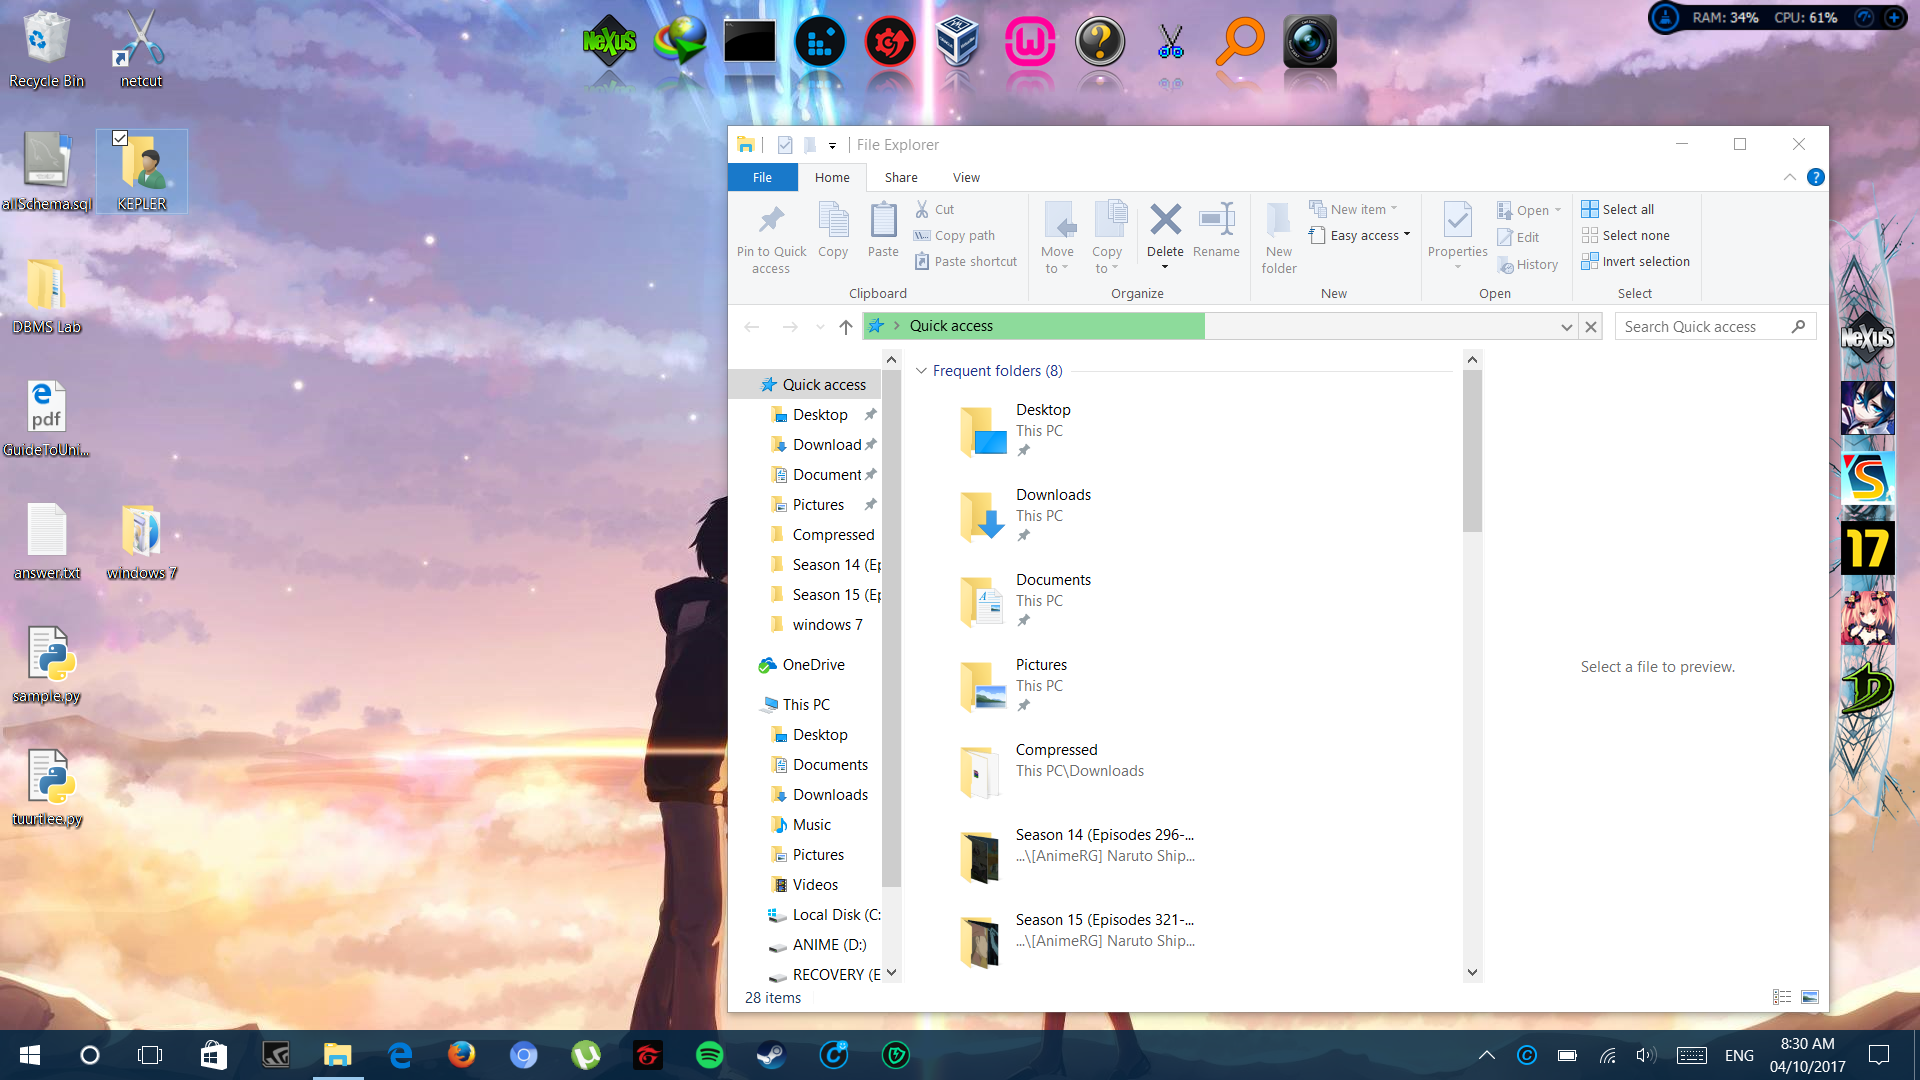 NeXuS
RAM: 34% CPU: 61%
Recycle Bin
netcut
allSchema.sql
KEPLER
DBMS Lab
pdf
GuideToUni...
answer.txt
windows 7
sample.py
tuurtlee.py
File Explorer
File
Home
Share
View
Pin to Quick access
Copy
Paste
Cut
Copy path
Paste shortcut
Clipboard
Move to
Copy to
Delete
Rename
Organize
New folder
New item
Easy access
New
Properties
Open
Edit
History
Open
Select all
Select none
Invert selection
Select
Quick access
Search Quick access
Quick access
Desktop
Download
Document
Pictures
Compressed
Season 14 (Ep
Season 15 (Ep
windows 7
OneDrive
This PC
Desktop
Documents
Downloads
Music
Pictures
Videos
Local Disk (C:
ANIME (D:)
RECOVERY (E
Frequent folders (8)
Desktop
This PC
Downloads
This PC
Documents
This PC
Pictures
This PC
Compressed
This PC\Downloads
Season 14 (Episodes 296-...
...\[AnimeRG] Naruto Ship...
Season 15 (Episodes 321-...
...\[AnimeRG] Naruto Ship...
Select a file to preview.
28 items
NeXuS
17
ENG
8:30 AM
04/10/2017